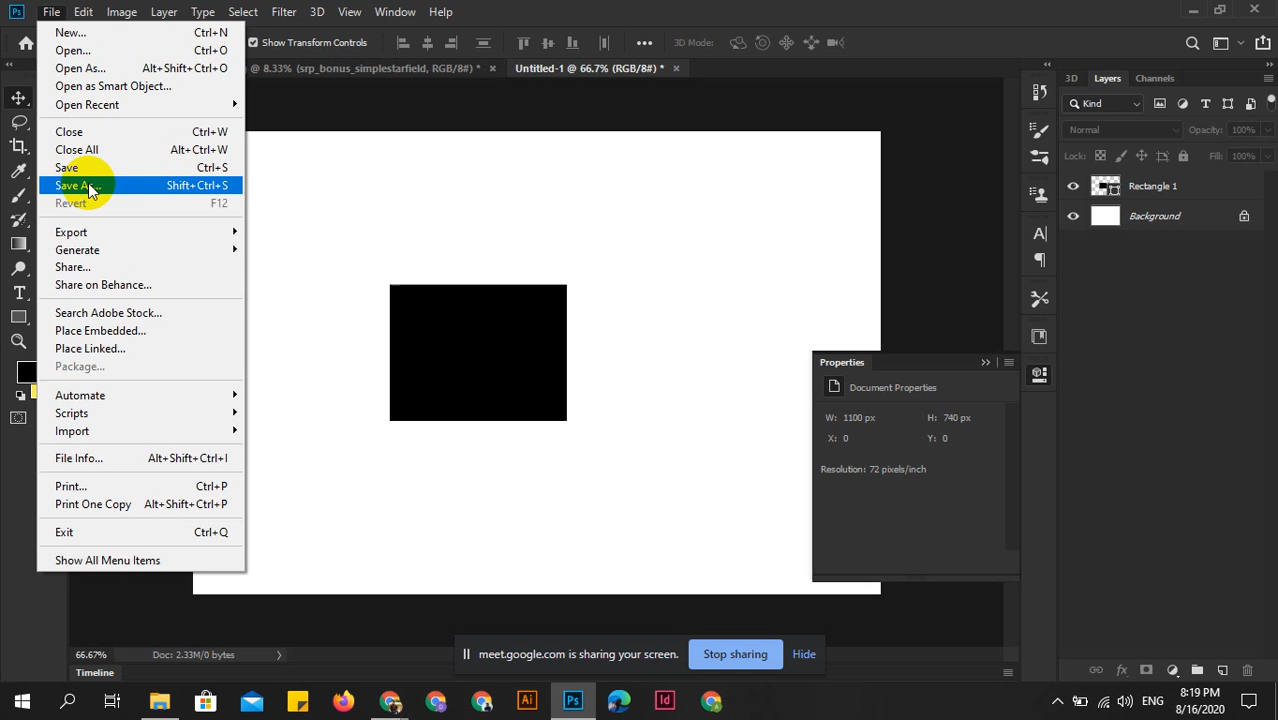 Ps File Edit Image Layer Type Select Filter 3D View Window Help
Show Transform Controls 3D Mode:
@ 8.33% (srp_bonus_simplestarfield, RGB/8#) * Untitled-1 @ 66.7% (RGB/8#) *
New... Ctrl+N
Open... Ctrl+O
Open As... Alt+Shift+Ctrl+O
Open as Smart Object...
Open Recent
Close Ctrl+W
Close All Alt+Ctrl+W
Save Ctrl+S
Save As... Shift+Ctrl+S
Revert F12
Export
Generate
Share...
Share on Behance...
Search Adobe Stock...
Place Embedded...
Place Linked...
Package...
Automate
Scripts
Import
File Info... Alt+Shift+Ctrl+I
Print... Ctrl+P
Print One Copy Alt+Shift+Ctrl+P
Exit Ctrl+Q
Show All Menu Items
3D Layers Channels
Kind
Normal Opacity: 100%
Lock: Fill: 100%
Rectangle 1
Background
Properties
Document Properties
W: 1100 px H: 740 px
X: 0 Y: 0
Resolution: 72 pixels/inch
66.67% Doc: 2.33M/0 bytes
meet.google.com is sharing your screen. Stop sharing Hide
Timeline
Ai Ps Id
ENG 8:19 PM
8/16/2020